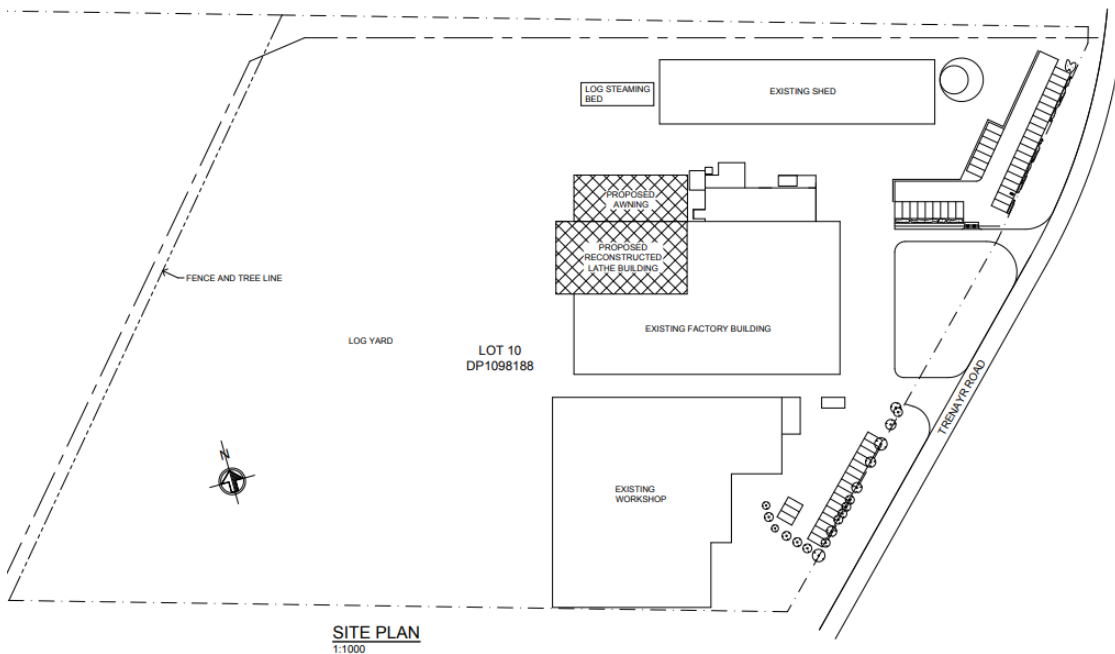 LOG STEAMING
BED
EXISTING SHED
PROPOSED
AWNING
PROPOSED
RECONSTRUCTED
LATHE BUILDING
FENCE AND TREE LINE
EXISTING FACTORY BUILDING
LOG YARD
LOT 10
DP1098188
TRENAYR ROAD
N
EXISTING
WORKSHOP
SITE PLAN
1:1000